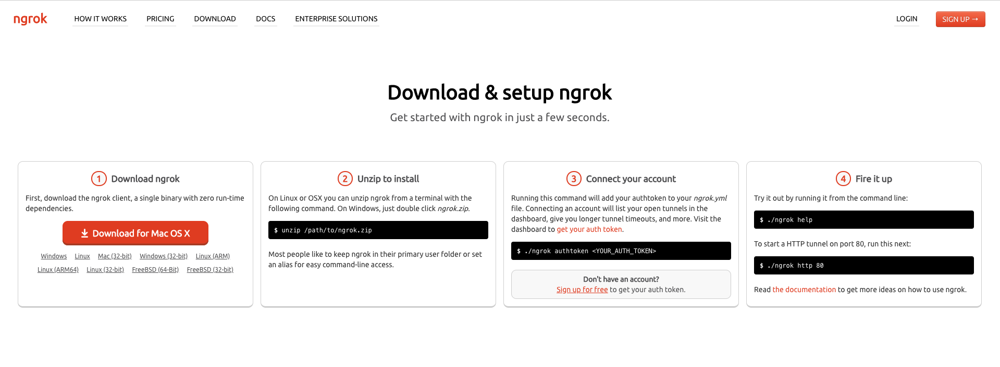 ngrok
HOW IT WORKS
PRICING
DOWNLOAD
DOCS
ENTERPRISE SOLUTIONS
LOGIN
SIGN UP →
Download & setup ngrok
Get started with ngrok in just a few seconds.
1 Download ngrok
First, download the ngrok client, a single binary with zero run-time
dependencies.
Download for Mac OS X
Windows Linux Mac (32-bit) Windows (32-bit) Linux (ARM)
Linux (ARM64) Linux (32-bit) FreeBSD (64-Bit) FreeBSD (32-bit)
2 Unzip to install
On Linux or OSX you can unzip ngrok from a terminal with the
following command. On Windows, just double click ngrok.zip.
$ unzip /path/to/ngrok.zip
Most people like to keep ngrok in their primary user folder or set
an alias for easy command-line access.
3 Connect your account
Running this command will add your authtoken to your ngrok.yml
file. Connecting an account will list your open tunnels in the
dashboard, give you longer tunnel timeouts, and more. Visit the
dashboard to get your auth token.
$ ./ngrok authtoken <YOUR_AUTH_TOKEN>
Don't have an account?
Sign up for free to get your auth token.
4 Fire it up
Try it out by running it from the command line:
$ ./ngrok help
To start a HTTP tunnel on port 80, run this next:
$ ./ngrok http 80
Read the documentation to get more ideas on how to use ngrok.